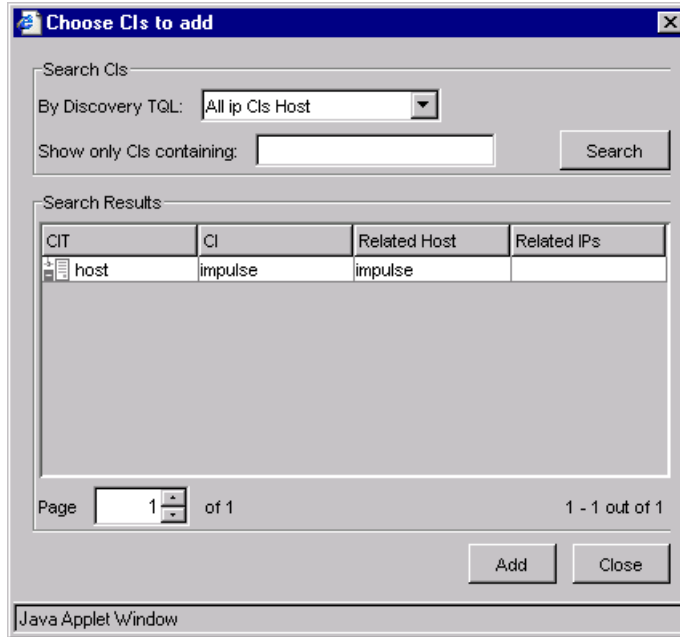 Choose CIs to add
Search CIs
By Discovery TQL: All ip CIs Host
Show only CIs containing: Search
Search Results
CIT CI Related Host Related IPs
host impulse impulse
Page 1 of 1 1 - 1 out of 1
Add Close
Java Applet Window